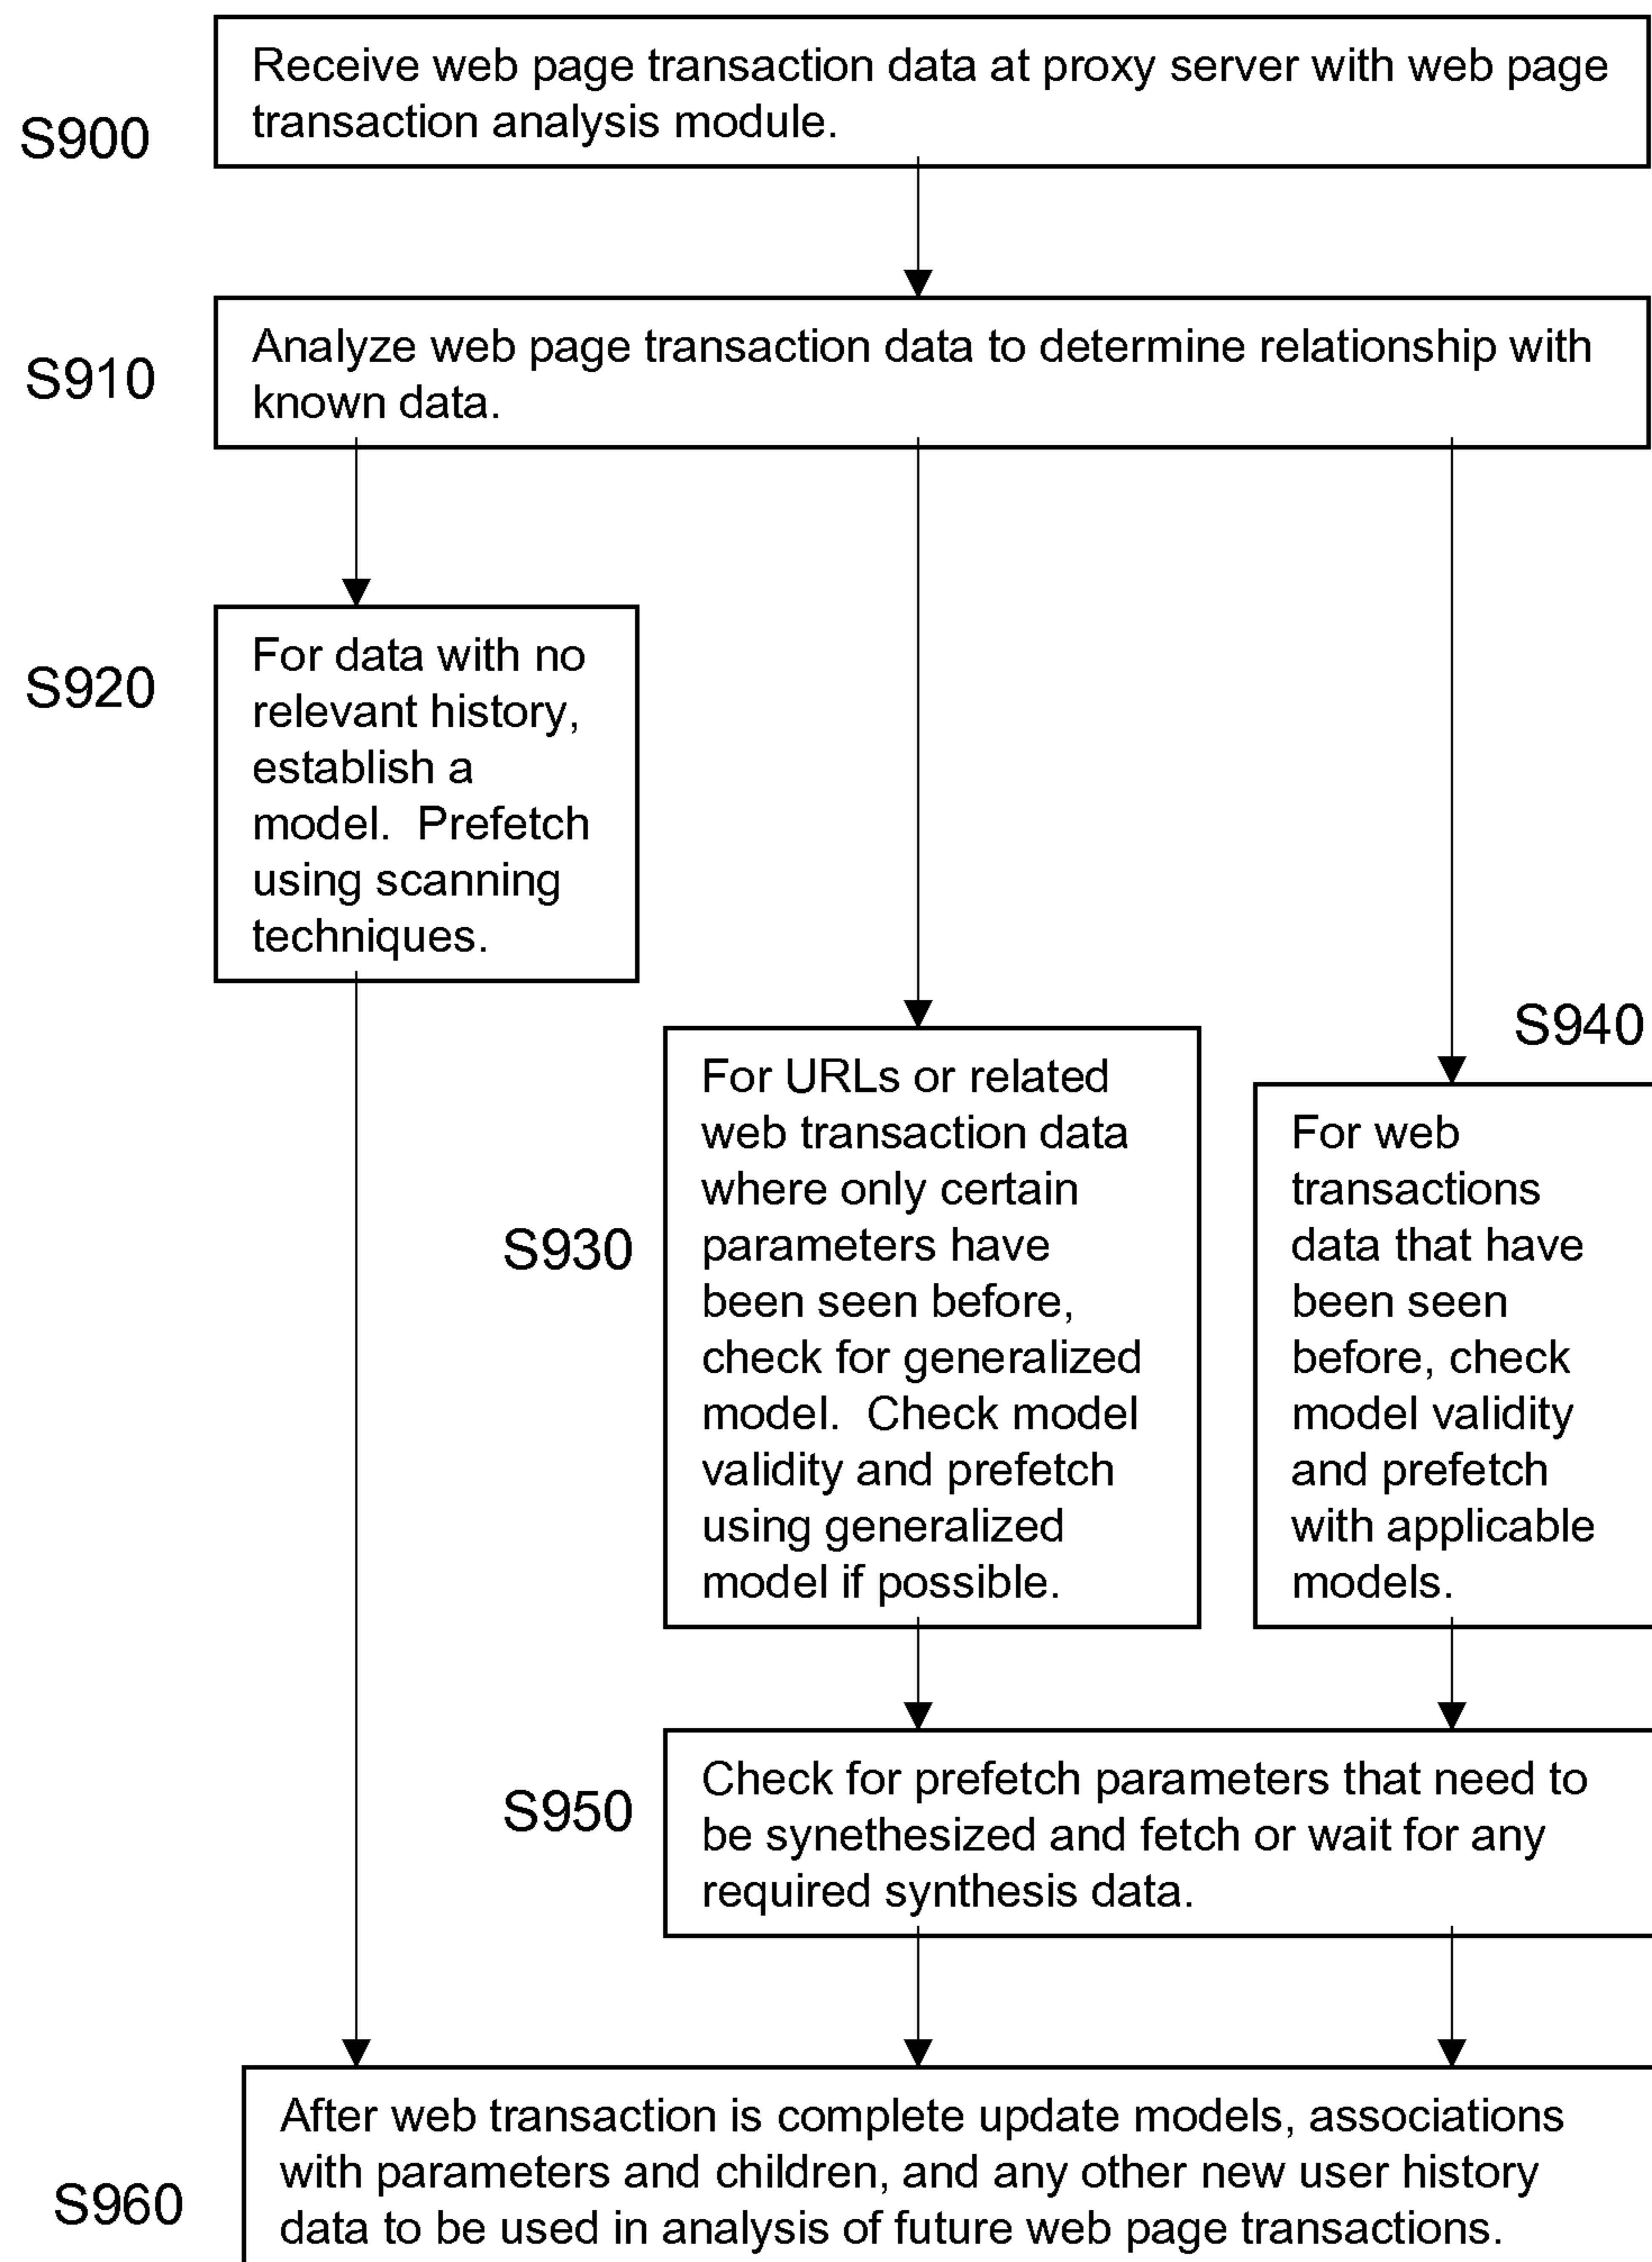 Receive web page transaction data at proxy server with web page
transaction analysis module.
S900
Analyze web page transaction data to determine relationship with
known data.
S910
For data with no
relevant history,
establish a
model. Prefetch
using scanning
techniques.
S920
For URLs or related
web transaction data
where only certain
parameters have
been seen before,
check for generalized
model. Check model
validity and prefetch
using generalized
model if possible.
S930
S940
For web
transactions
data that have
been seen
before, check
model validity
and prefetch
with applicable
models.
Check for prefetch parameters that need to
be synethesized and fetch or wait for any
required synthesis data.
S950
After web transaction is complete update models, associations
with parameters and children, and any other new user history
data to be used in analysis of future web page transactions.
S960